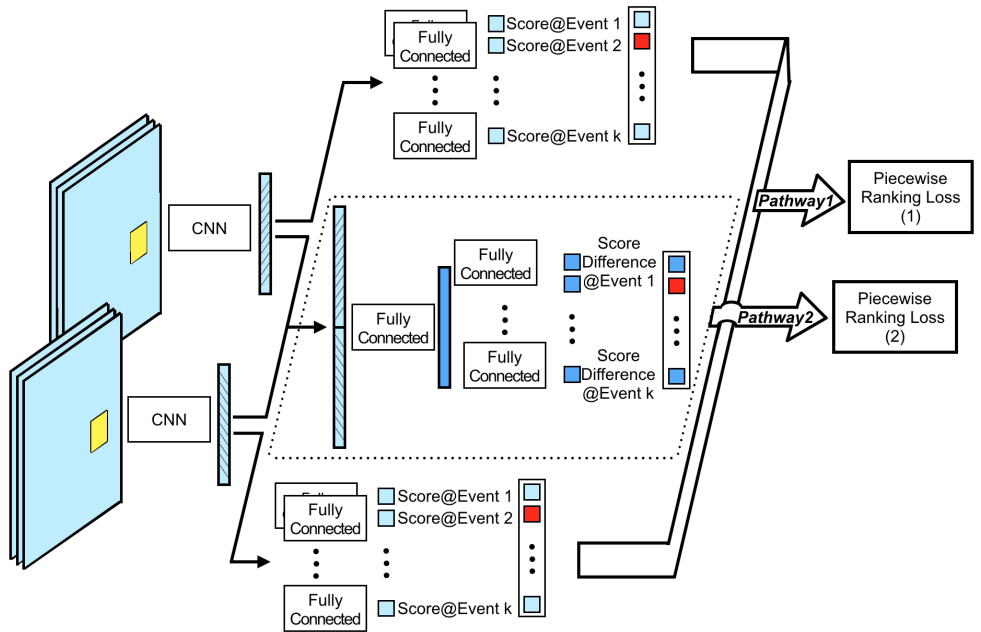 Fully
Connected
Score@Event 1
Score@Event 2
Fully
Connected
Score@Event k
CNN
Pathway1
Piecewise
Ranking Loss
(1)
Fully
Connected
Score
Difference
@Event 1
Fully
Connected
Fully
Connected
Score
Difference
@Event k
Pathway2
Piecewise
Ranking Loss
(2)
CNN
Fully
Fully
Connected
Score@Event 1
Score@Event 2
Fully
Connected
Score@Event k